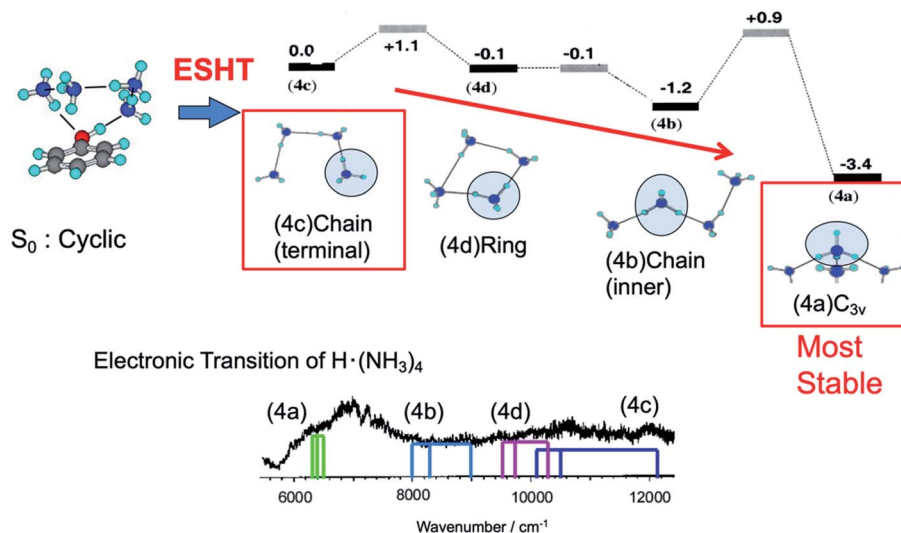 ESHT
0.0
(4c)
+1.1
-0.1
(4d)
-0.1
-1.2
(4b)
+0.9
-3.4
(4a)
S0 : Cyclic
(4c)Chain
(terminal)
(4d)Ring
(4b)Chain
(inner)
(4a)C3v
Most
Stable
Electronic Transition of H·(NH3)4
(4a)
(4b)
(4d)
(4c)
6000
8000
10000
12000
Wavenumber / cm-1